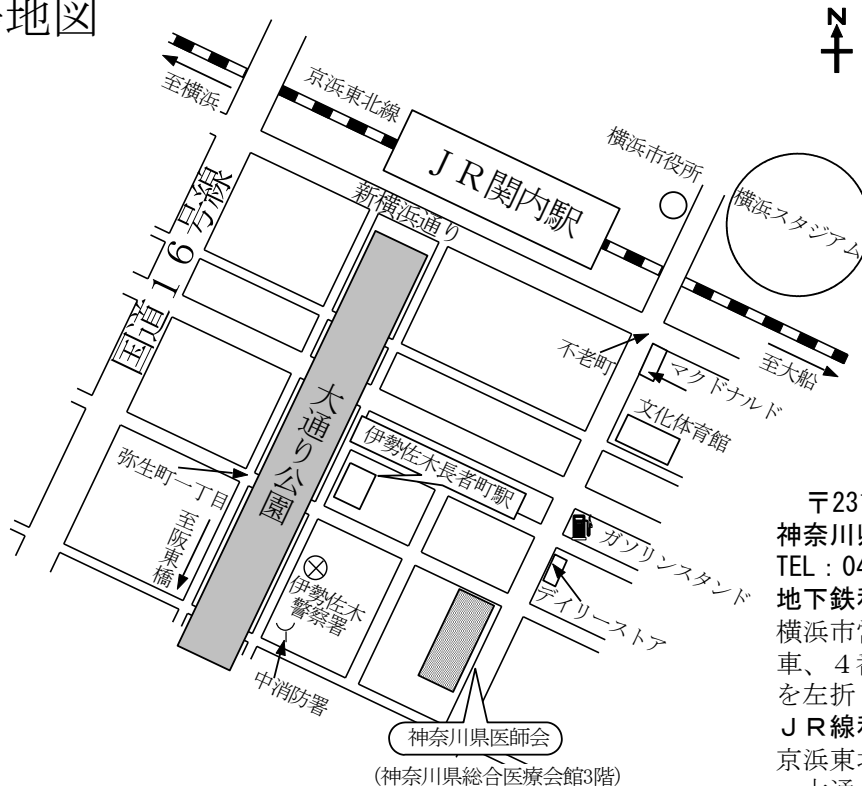 地図
N
至横浜
京浜東北線
ＪＲ関内駅
横浜市役所
横浜スタジアム
国道１６号線
新横浜通り
不老町
至大船
マクドナルド
文化体育館
大通り公園
伊勢佐木長者町駅
弥生町一丁目
至阪東橋
ガソリンスタンド
デイリーストア
伊勢佐木
警察署
中消防署
神奈川県医師会
(神奈川県総合医療会館3階)
〒231
神奈川県
TEL：04
地下鉄
横浜市営
車、４番
を左折
ＪＲ線
京浜東北